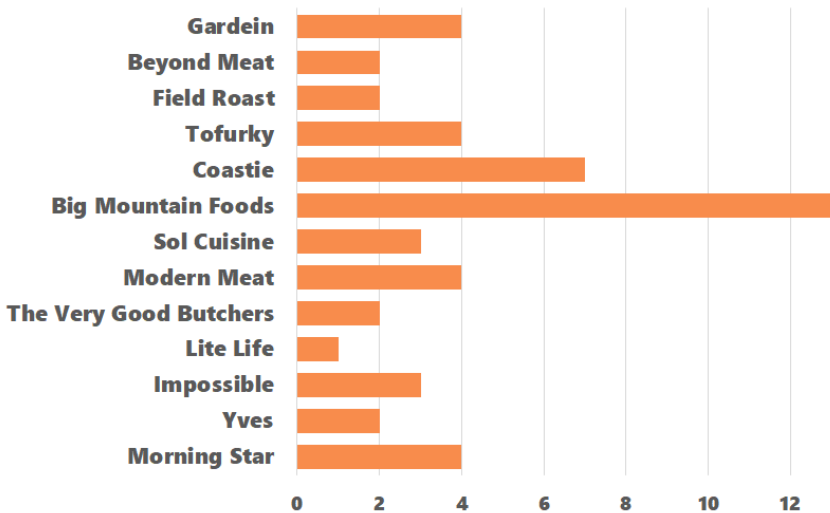 Gardein
Beyond Meat
Field Roast
Tofurky
Coastie
Big Mountain Foods
Sol Cuisine
Modern Meat
The Very Good Butchers
Lite Life
Impossible
Yves
Morning Star
0 2 4 6 8 10 12